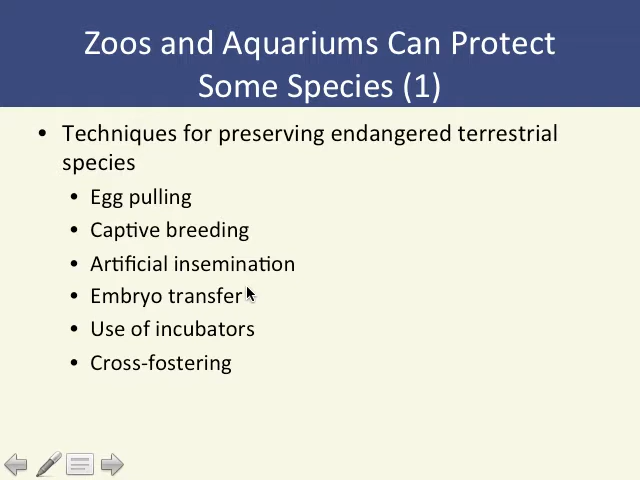 Zoos and Aquariums Can Protect
Some Species (1)
• Techniques for preserving endangered terrestrial
species
• Egg pulling
• Captive breeding
• Artificial insemination
• Embryo transfer
• Use of incubators
• Cross-fostering